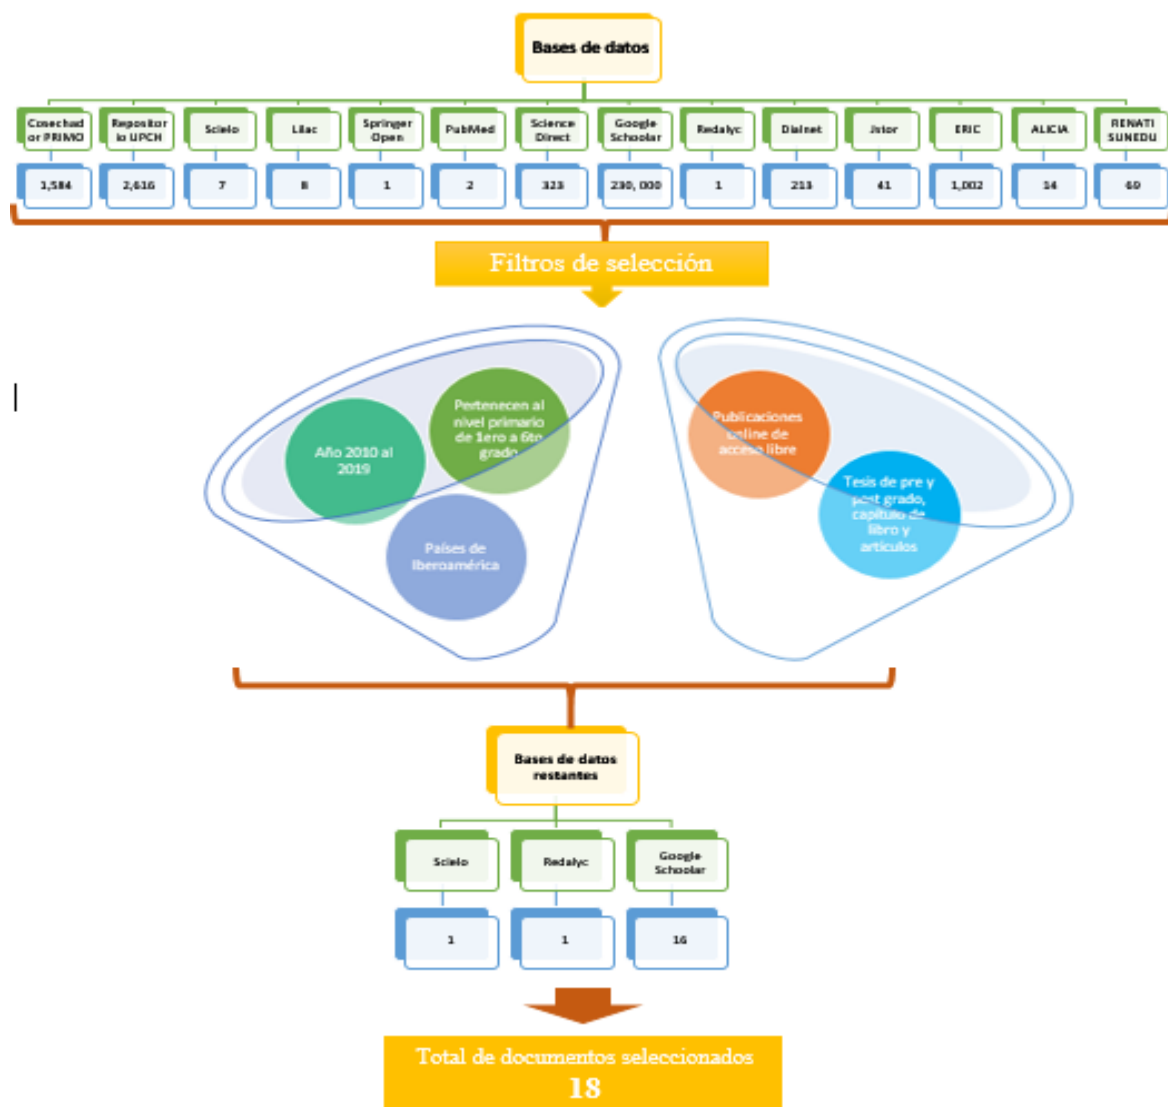 Bases de datos
Cosechad
or PRIMO
Repositor
io UPCH
Scielo
Lilac
Springer
Open
PubMed
Science
Direct
Google
Schoolar
Redalyc
Dialnet
Jstor
ERIC
ALICIA
RENATI
SUNEDU
1,584
2,616
7
8
1
2
323
230, 000
1
213
41
1,002
14
69
Filtros de selección
Año 2010 al
2019
Pertenecen al
nivel primario
de 1ero a 6to
grado
Países de
Iberoamérica
Publicaciones
online de
acceso libre
Tesis de pre y
post grado,
capítulo de
libro y
artículos
Bases de datos
restantes
Scielo
Redalyc
Google
Schoolar
1
1
16
Total de documentos seleccionados
18